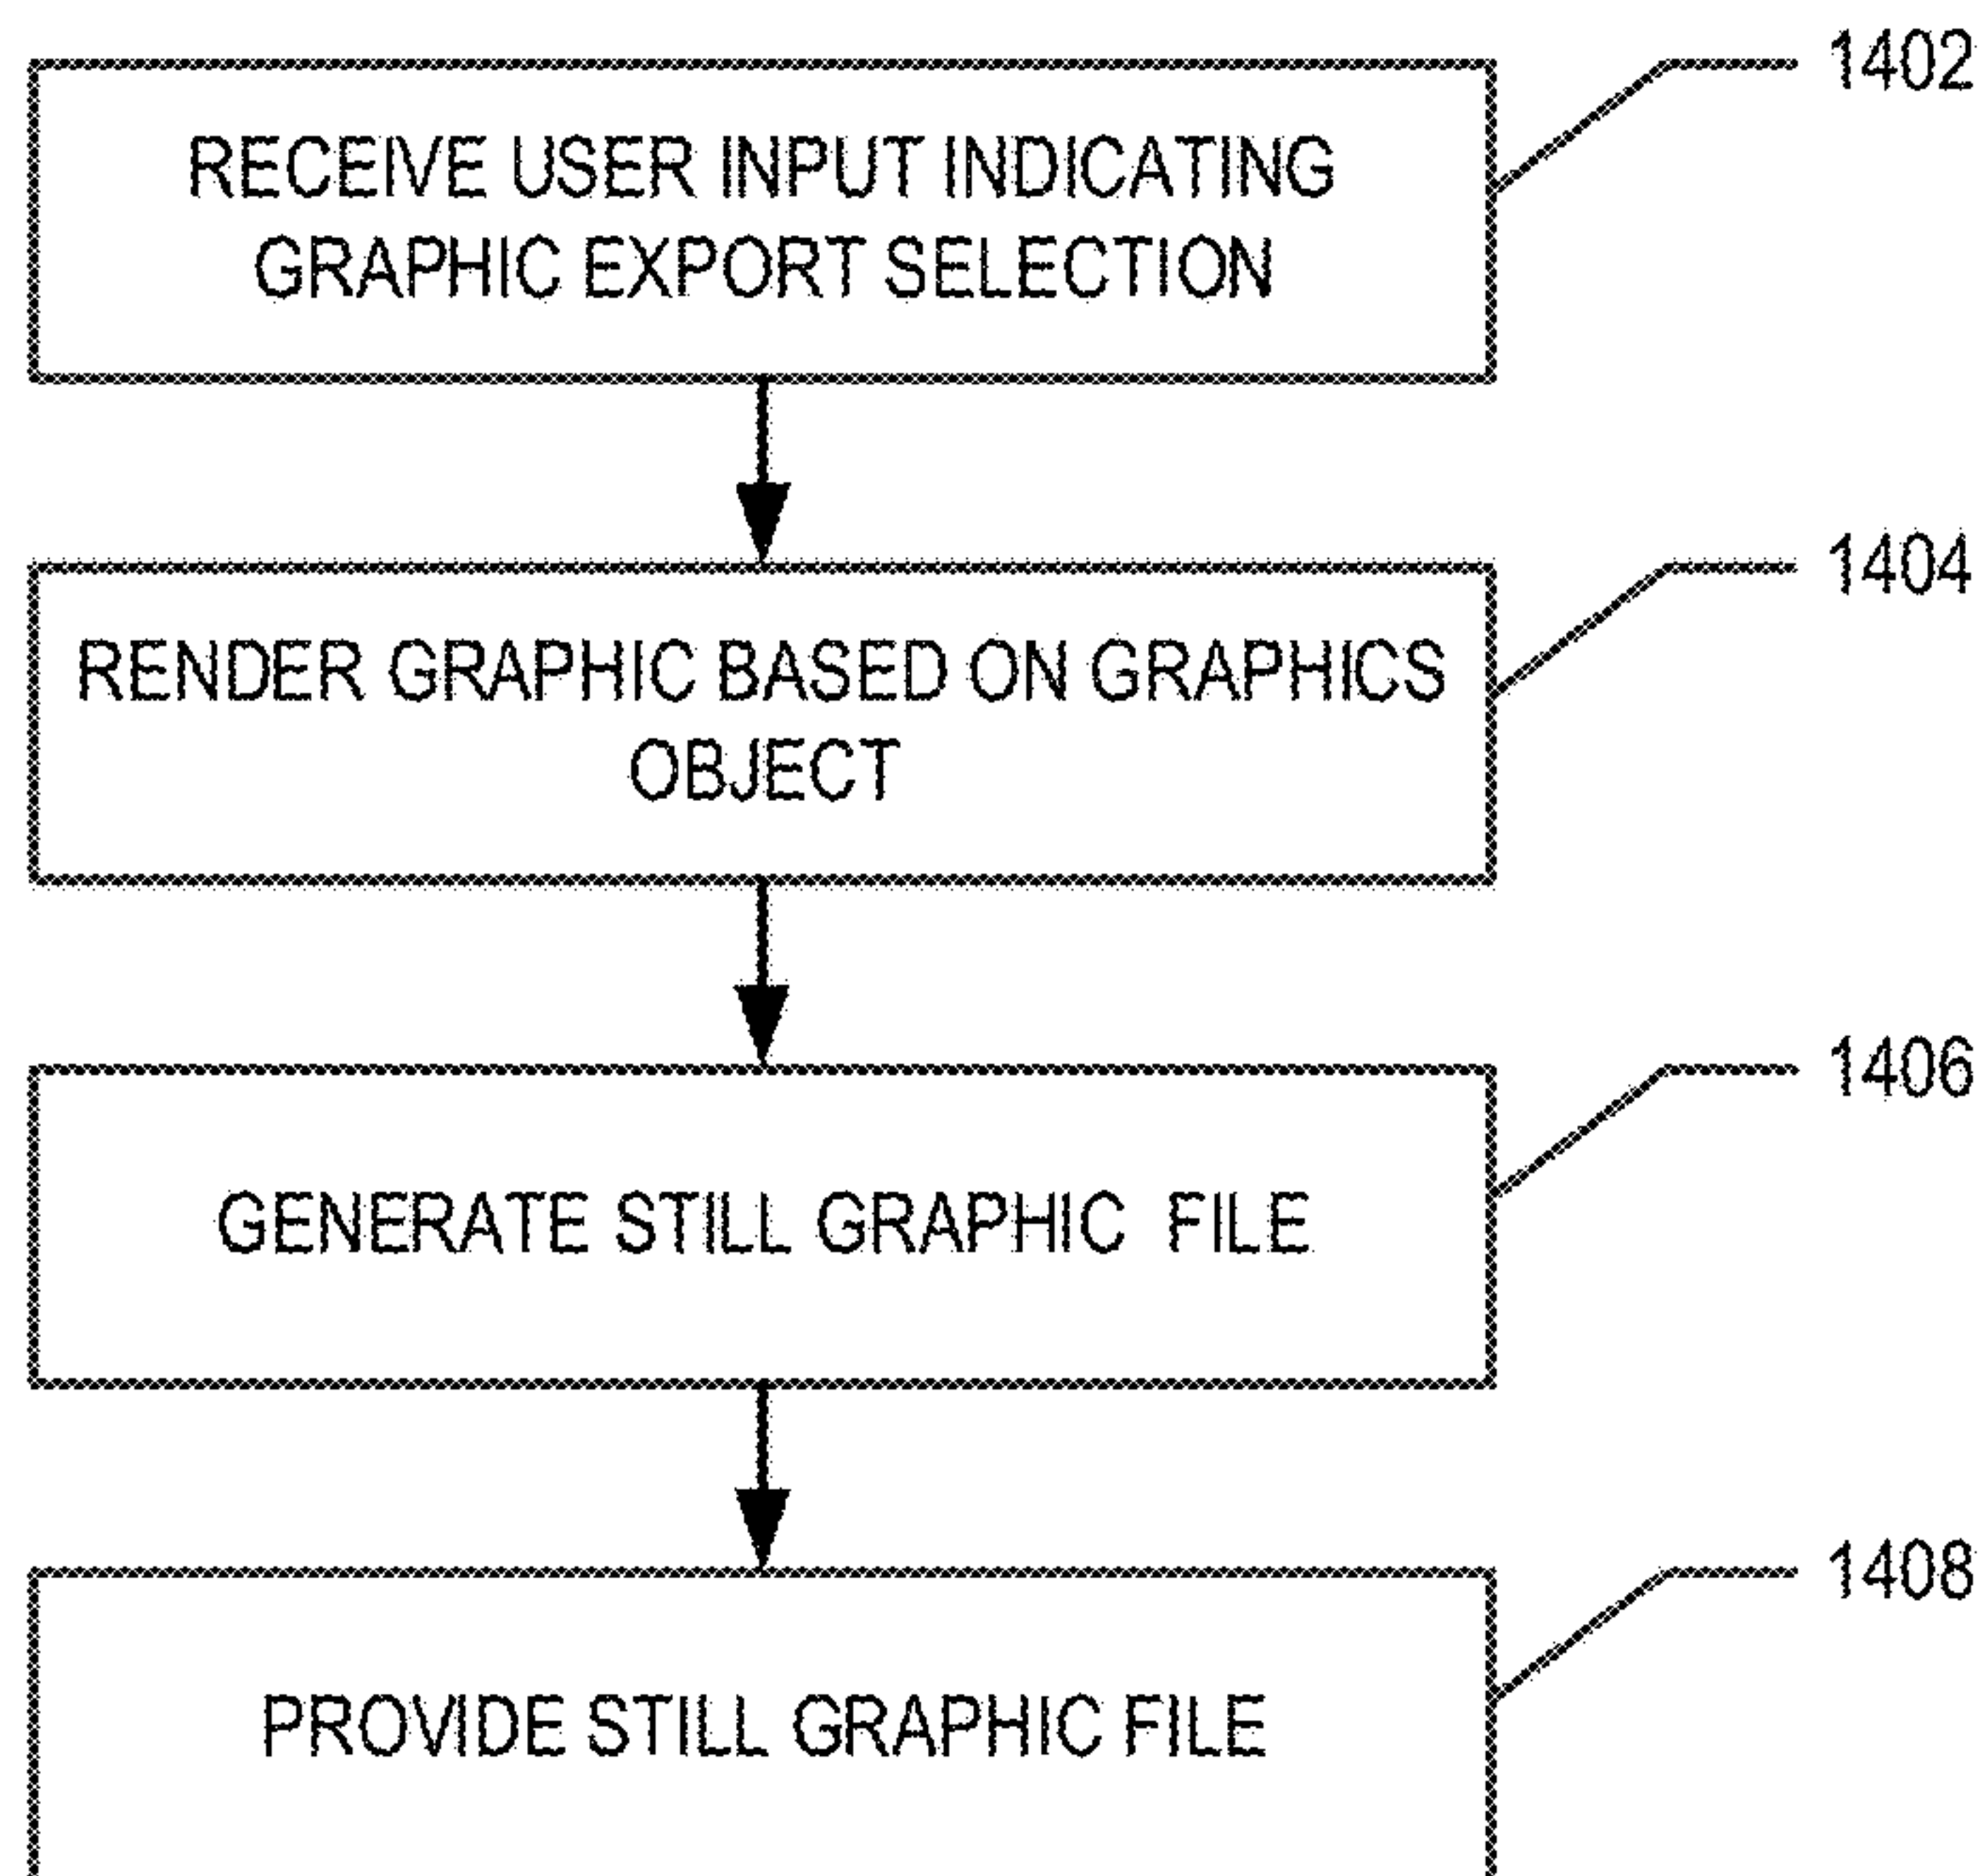 1402
RECEIVE USER INPUT INDICATING
GRAPHIC EXPORT SELECTION
1404
RENDER GRAPHIC BASED ON GRAPHICS
OBJECT
1406
GENERATE STILL GRAPHIC FILE
1408
PROVIDE STILL GRAPHIC FILE